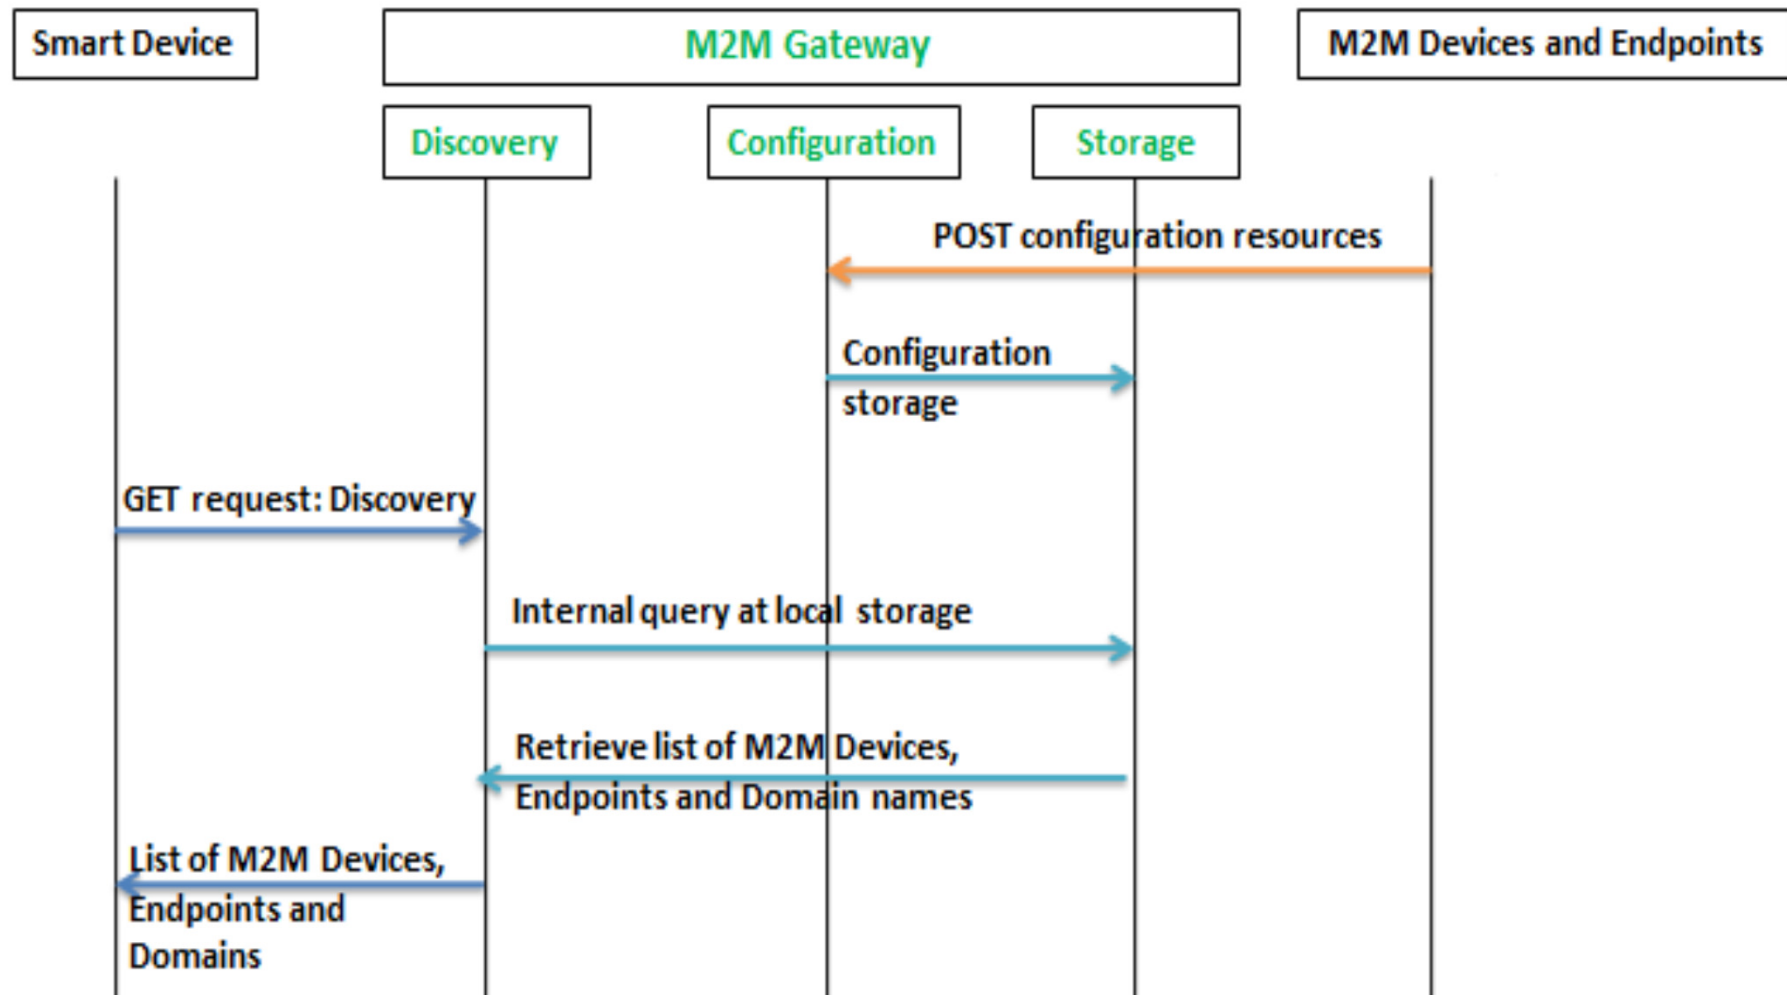 Smart Device
M2M Gateway
M2M Devices and Endpoints
Discovery
Configuration
Storage
POST configuration resources
Configuration
storage
GET request: Discovery
Internal query at local storage
Retrieve list of M2M Devices,
Endpoints and Domain names
List of M2M Devices,
Endpoints and
Domains